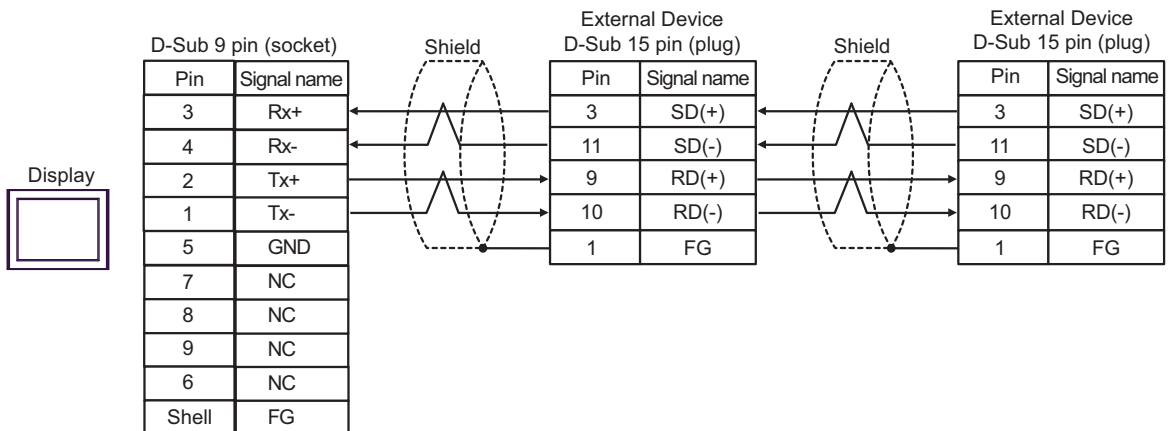 Display
D-Sub 9 pin (socket)
Pin Signal name
3 Rx+
4 Rx-
2 Tx+
1 Tx-
5 GND
7 NC
8 NC
9 NC
6 NC
Shell FG
Shield
External Device
D-Sub 15 pin (plug)
Pin Signal name
3 SD(+)
11 SD(-)
9 RD(+)
10 RD(-)
1 FG
Shield
External Device
D-Sub 15 pin (plug)
Pin Signal name
3 SD(+)
11 SD(-)
9 RD(+)
10 RD(-)
1 FG